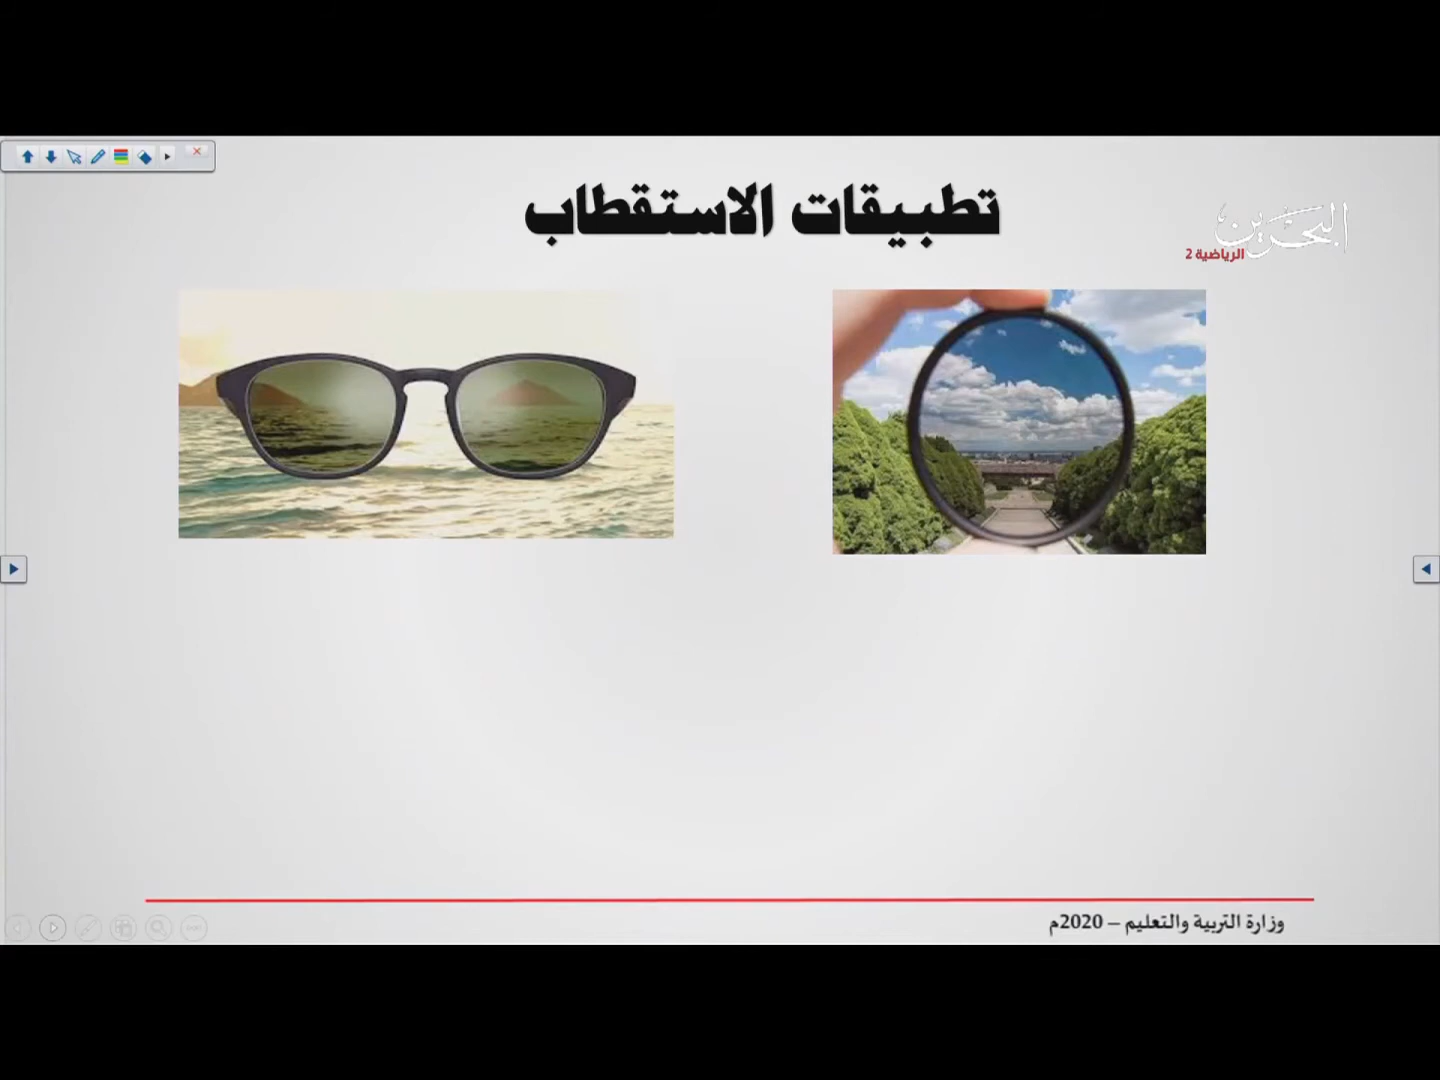 تطبيقات الاستقطاب
البحرين
الرياضية 2
وزارة التربية والتعليم – 2020م